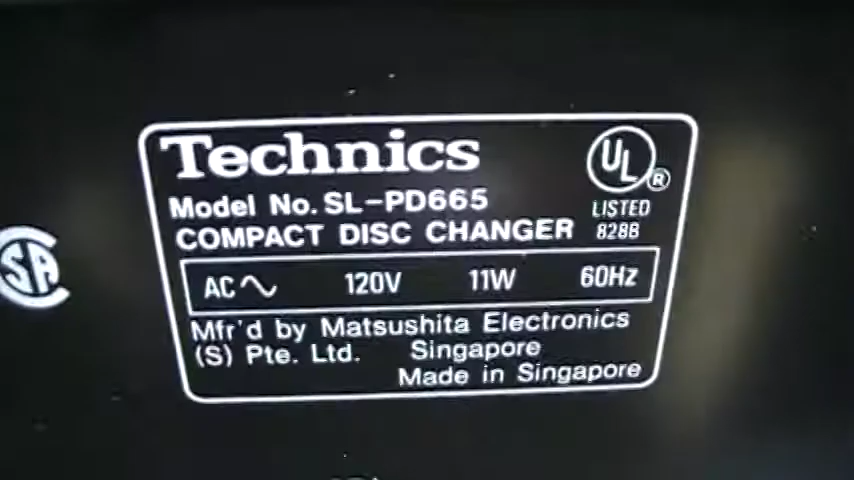 Technics
UL ®
Model No. SL-PD665
LISTED
COMPACT DISC CHANGER
828B
AC 120V 11W 60Hz
Mfr'd by Matsushita Electronics
(S) Pte. Ltd. Singapore
Made in Singapore
SA